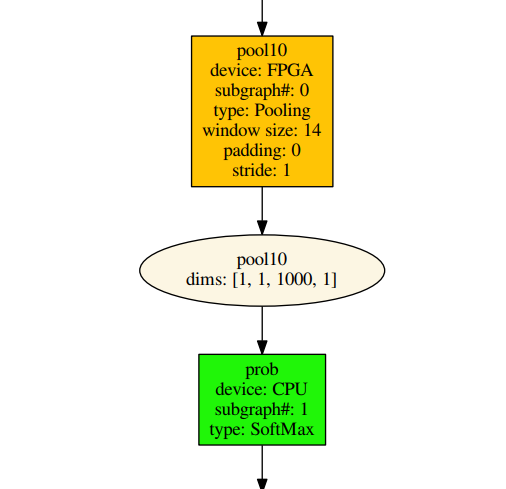 pool10
device: FPGA
subgraph#: 0
type: Pooling
window size: 14
padding: 0
stride: 1
pool10
dims: [1, 1, 1000, 1]
prob
device: CPU
subgraph#: 1
type: SoftMax